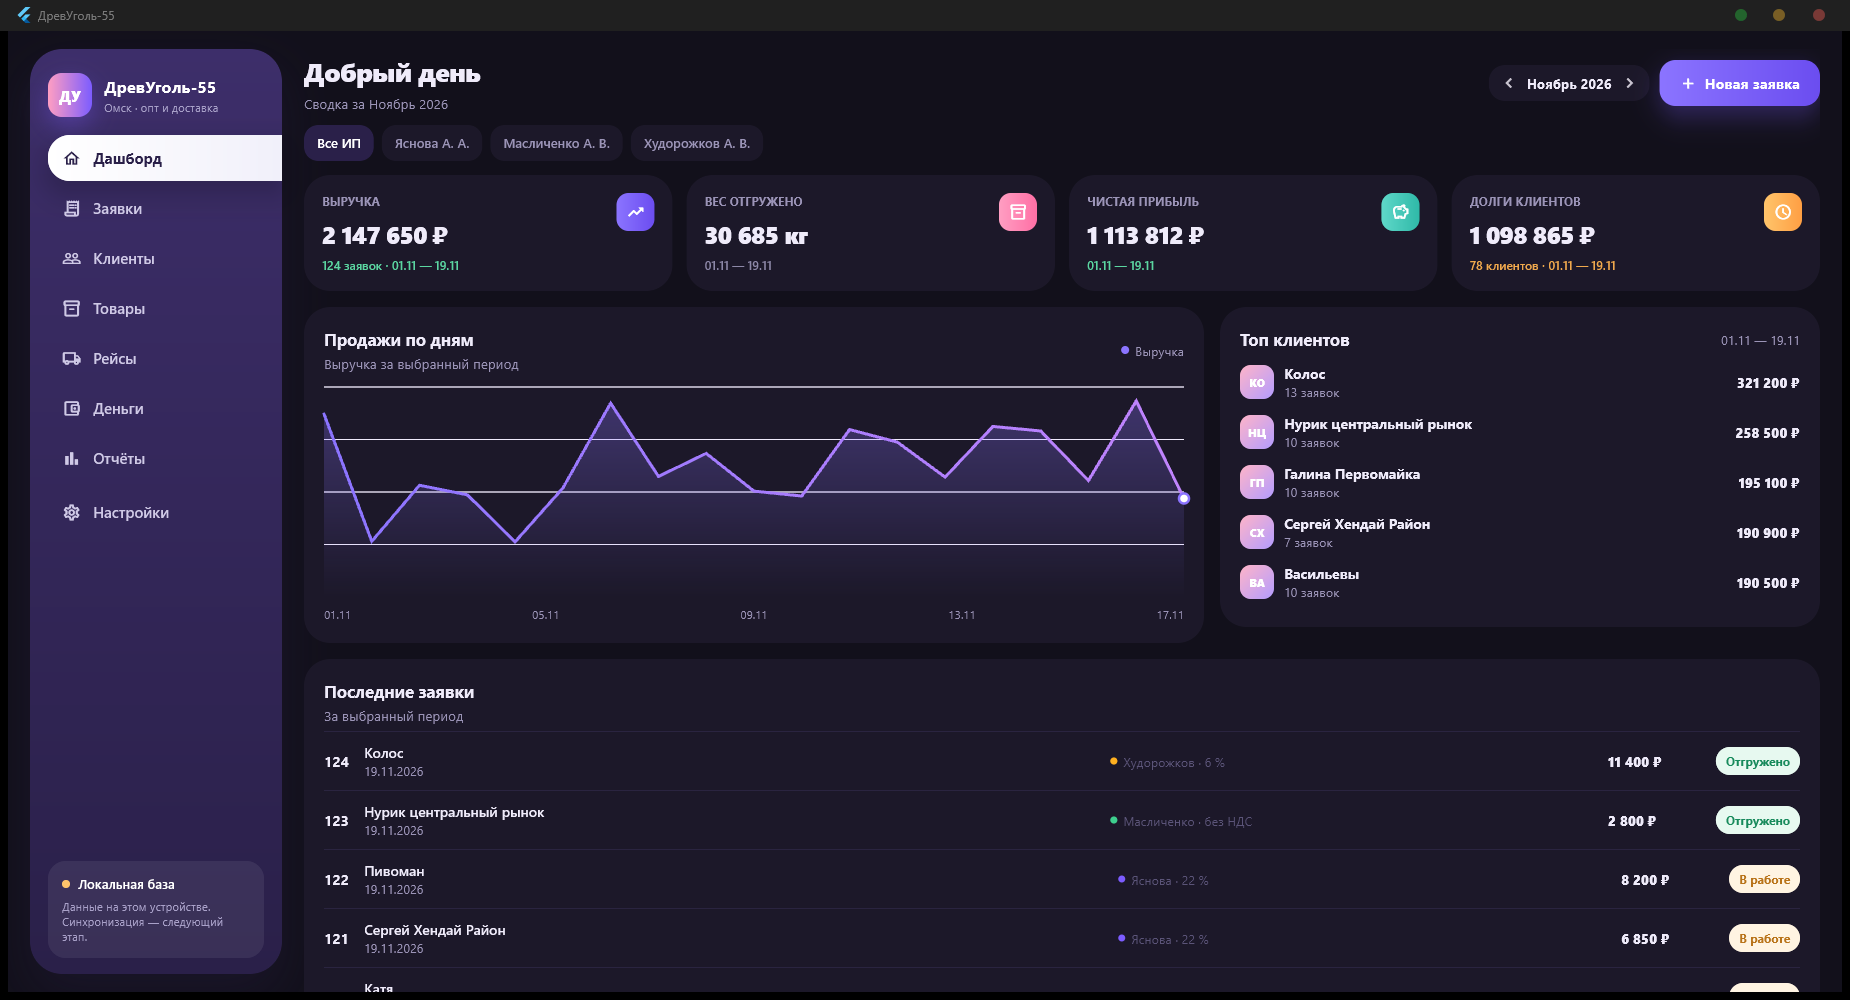 ДревУголь-55
ДУ
ДревУголь-55
Омск · опт и доставка
Дашборд
Заявки
Клиенты
Товары
Рейсы
Деньги
Отчёты
Настройки
Локальная база
Данные на этом устройстве.
Синхронизация — следующий
этап.
Добрый день
Сводка за Ноябрь 2026
Ноябрь 2026
+ Новая заявка
Все ИП
Яснова А. А.
Масличенко А. В.
Худорожков А. В.
ВЫРУЧКА
2 147 650 ₽
124 заявок · 01.11 — 19.11
ВЕС ОТГРУЖЕНО
30 685 кг
01.11 — 19.11
ЧИСТАЯ ПРИБЫЛЬ
1 113 812 ₽
01.11 — 19.11
ДОЛГИ КЛИЕНТОВ
1 098 865 ₽
78 клиентов · 01.11 — 19.11
Продажи по дням
Выручка за выбранный период
Выручка
01.11
05.11
09.11
13.11
17.11
Топ клиентов
01.11 — 19.11
КО
Колос
13 заявок
321 200 ₽
НЦ
Нурик центральный рынок
10 заявок
258 500 ₽
ГП
Галина Первомайка
10 заявок
195 100 ₽
СХ
Сергей Хендай Район
7 заявок
190 900 ₽
ВА
Васильевы
10 заявок
190 500 ₽
Последние заявки
За выбранный период
124
Колос
19.11.2026
Худорожков · 6 %
11 400 ₽
Отгружено
123
Нурик центральный рынок
19.11.2026
Масличенко · без НДС
2 800 ₽
Отгружено
122
Пивоман
19.11.2026
Яснова · 22 %
8 200 ₽
В работе
121
Сергей Хендай Район
19.11.2026
Яснова · 22 %
6 850 ₽
В работе
Катя